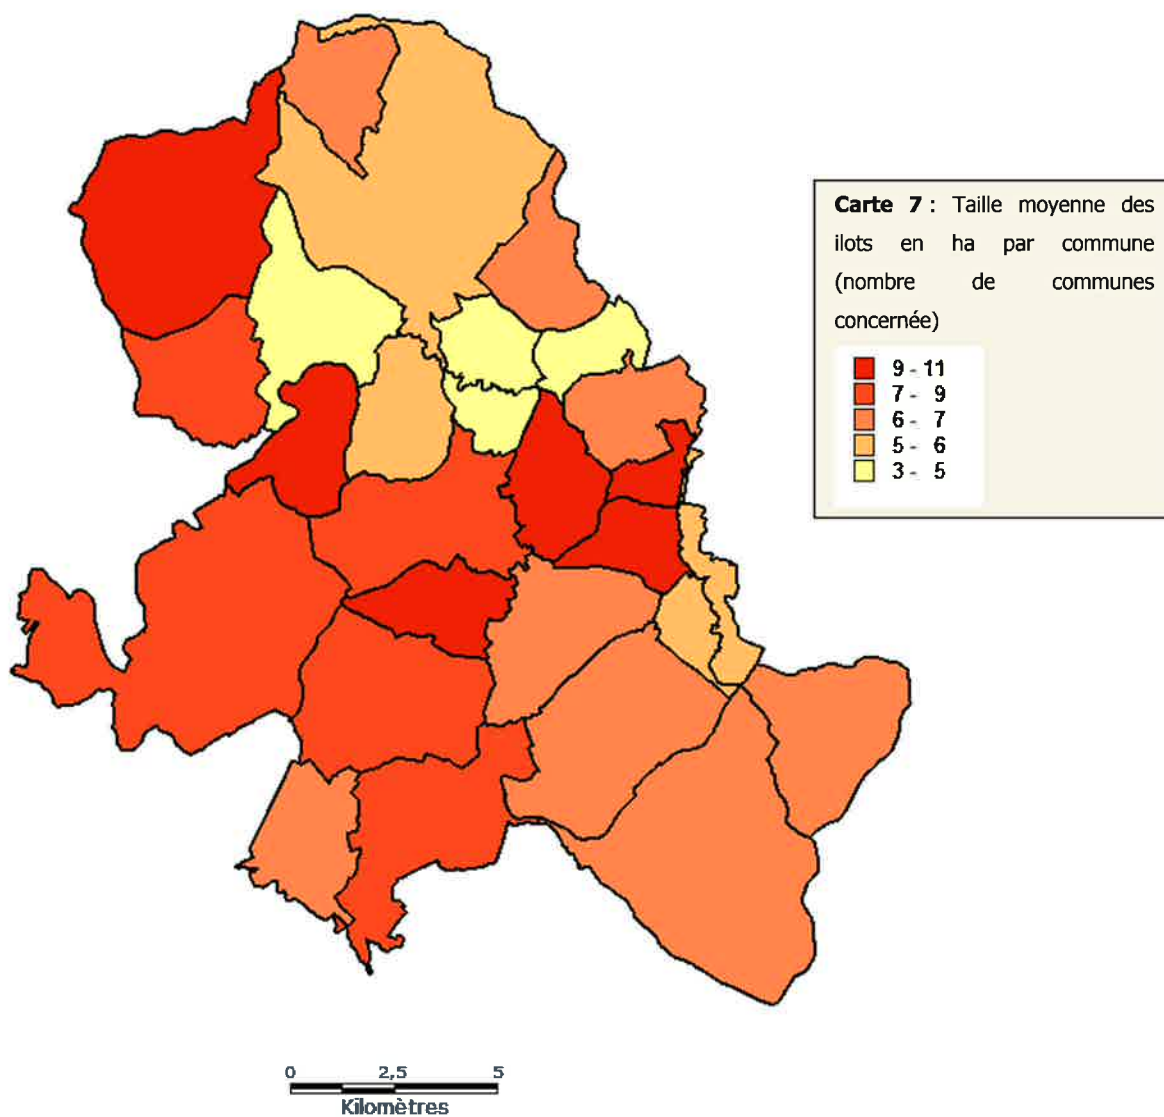 Carte 7 : Taille moyenne des
ilots en ha par commune
(nombre de communes
concernée)
9 - 11
7 - 9
6 - 7
5 - 6
3 - 5
0 2,5 5
Kilomètres